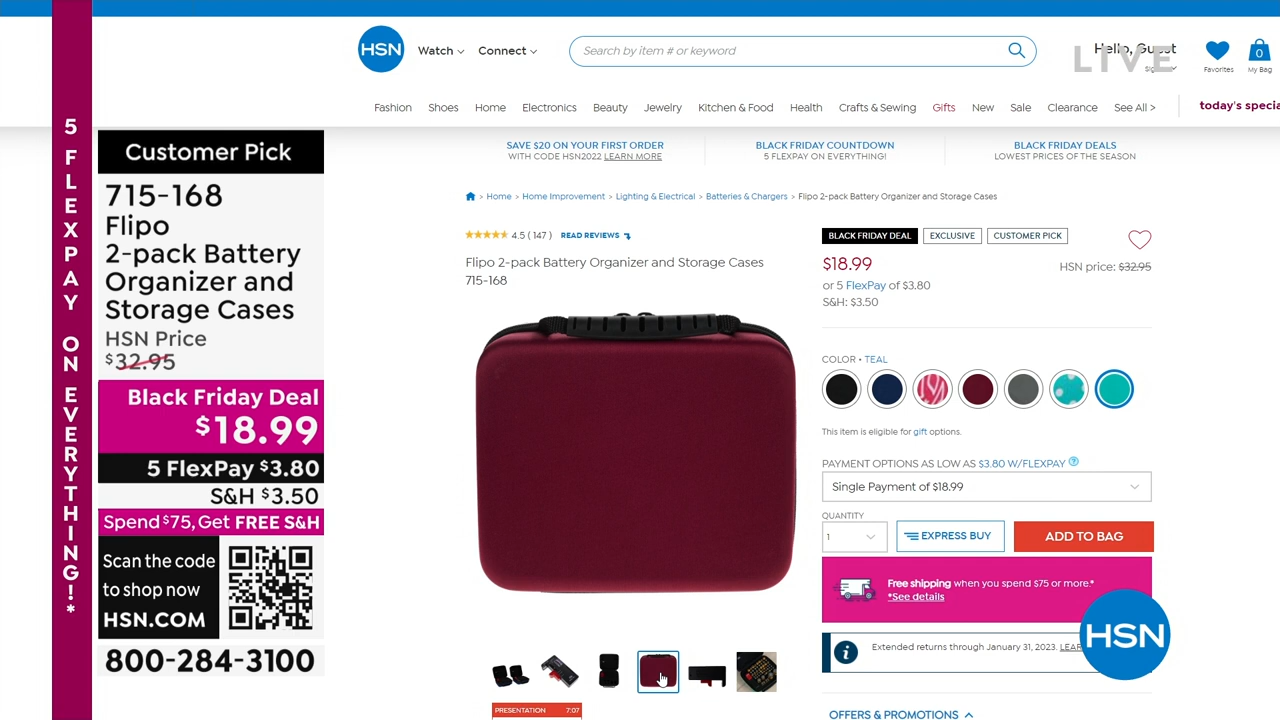 5 FLEXPAY ON EVERYTHING!*
Customer Pick
715-168
Flipo
2-pack Battery
Organizer and
Storage Cases
HSN Price
$32.95
Black Friday Deal
$18.99
5 FlexPay $3.80
S&H $3.50
Spend $75, Get FREE S&H
Scan the code
to shop now
HSN.COM
800-284-3100
HSN
Watch
Connect
Search by item # or keyword
Hello, Guest
LIVE
Favorites
0
My Bag
Fashion Shoes Home Electronics Beauty Jewelry Kitchen & Food Health Crafts & Sewing Gifts New Sale Clearance See All >
today's specia
SAVE $20 ON YOUR FIRST ORDER
WITH CODE HSN2022 LEARN MORE
BLACK FRIDAY COUNTDOWN
5 FLEXPAY ON EVERYTHING!
BLACK FRIDAY DEALS
LOWEST PRICES OF THE SEASON
> Home > Home Improvement > Lighting & Electrical > Batteries & Chargers > Flipo 2-pack Battery Organizer and Storage Cases
4.5 ( 147 ) READ REVIEWS
Flipo 2-pack Battery Organizer and Storage Cases
715-168
PRESENTATION 7:07
BLACK FRIDAY DEAL
EXCLUSIVE
CUSTOMER PICK
$18.99
HSN price: $32.95
or 5 FlexPay of $3.80
S&H: $3.50
COLOR • TEAL
This item is eligible for gift options.
PAYMENT OPTIONS AS LOW AS $3.80 W/FLEXPAY ?
Single Payment of $18.99
QUANTITY
1
EXPRESS BUY
ADD TO BAG
Free shipping when you spend $75 or more.*
*See details
Extended returns through January 31, 2023. LEAR
HSN
OFFERS & PROMOTIONS